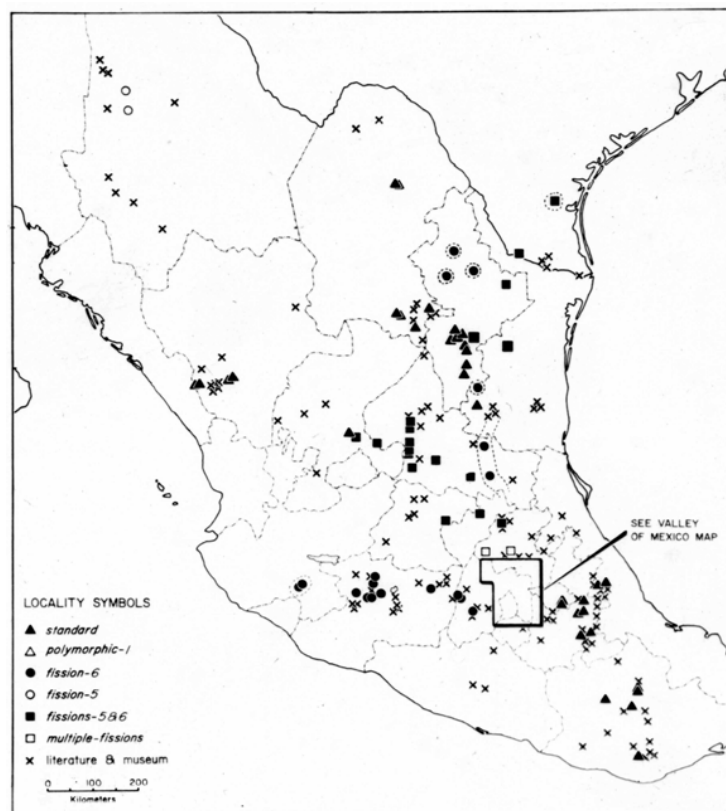 SEE VALLEY
OF MEXICO MAP
LOCALITY SYMBOLS
standard
polymorphic-1
fission-6
fission-5
fissions-5&6
multiple-fissions
literature & museum
0 100 200
Kilometers